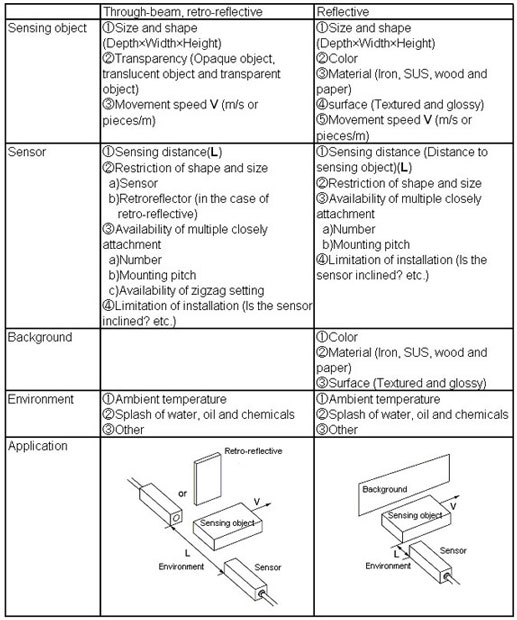 Through-beam, retro-reflective
Reflective
Sensing object
①Size and shape
(Depth×Width×Height)
②Transparency (Opaque object,
translucent object and transparent
object)
③Movement speed V (m/s or
pieces/m)
①Size and shape
(Depth×Width×Height)
②Color
③Material (Iron, SUS, wood and
paper)
④surface (Textured and glossy)
⑤Movement speed V (m/s or
pieces/m)
Sensor
①Sensing distance(L)
②Restriction of shape and size
a)Sensor
b)Retroreflector (in the case of
retro-reflective)
③Availability of multiple closely
attachment
a)Number
b)Mounting pitch
c)Availability of zigzag setting
④Limitation of installation (Is the sensor
inclined? etc.)
①Sensing distance (Distance to
sensing object)(L)
②Restriction of shape and size
③Availability of multiple closely
attachment
a)Number
b)Mounting pitch
④Limitation of installation (Is the
sensor inclined? etc.)
Background
①Color
②Material (Iron, SUS, wood and
paper)
③Surface (Textured and glossy)
Environment
①Ambient temperature
②Splash of water, oil and chemicals
③Other
①Ambient temperature
②Splash of water, oil and chemicals
③Other
Application
Retro-reflective
or
V
Sensing object
L
Environment
Sensor
Background
V
Sensing object
L
Sensor
Environment